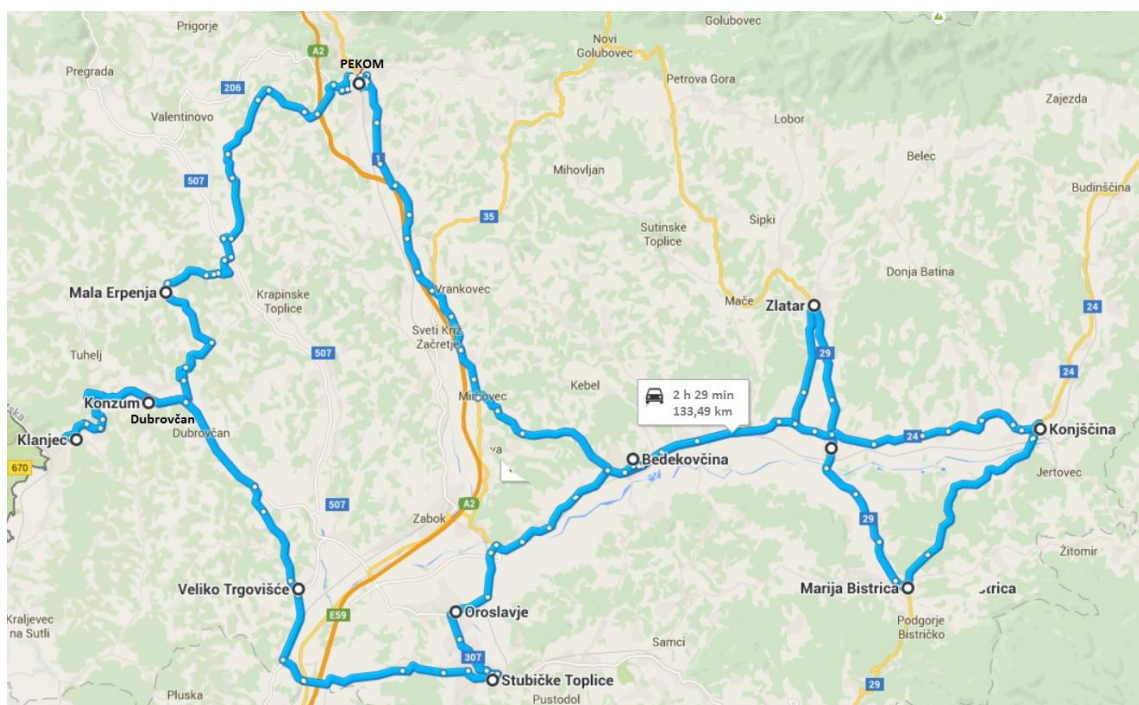 Golubovec
Prigorje
A2
Novi
Golubovec
PEKOM
Pregrada
Petrova Gora
206
Zajezda
Valentinovo
Lobor
1
Belec
507
Mihovljan
Budinščina
35
Šipki
Sutinske
Toplice
Donja Batina
Mala Erpenja
Vrankovec
Mače
Zlatar
Krapinske
Toplice
24
Sveti Križ
Začretje
Tuhelj
507
29
24
Kebel
2 h 29 min
133,49 km
Konzum
Mirkovec
Dubrovčan
Dubrovčan
Klanjec
24
Konjščina
670
va
Bedekovčina
Jertovec
507
A2
Zabok
29
Žitomir
Veliko Trgovišće
Marija Bistrica
strica
E59
Oroslavje
Kraljevec
na Sutli
Podgorje
Bistričko
Samci
307
Stubičke Toplice
29
Pluska
Pustodol